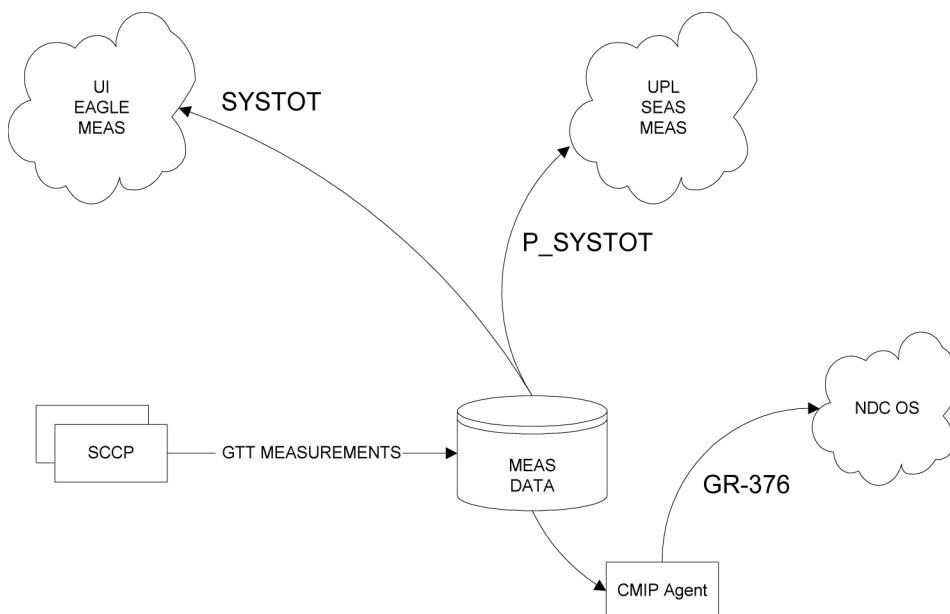 UI
EAGLE
MEAS
SYSTOT
UPL
SEAS
MEAS
P_SYSTOT
NDC OS
SCCP
GTT MEASUREMENTS
MEAS
DATA
GR-376
CMIP Agent